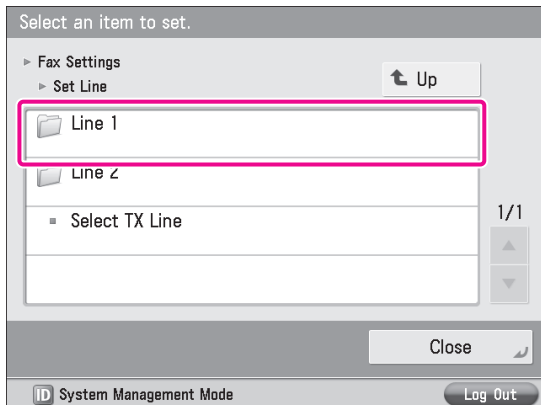 Select an item to set.
Fax Settings
Set Line
Up
Line 1
Line 2
Select TX Line
1/1
Close
ID System Management Mode
Log Out